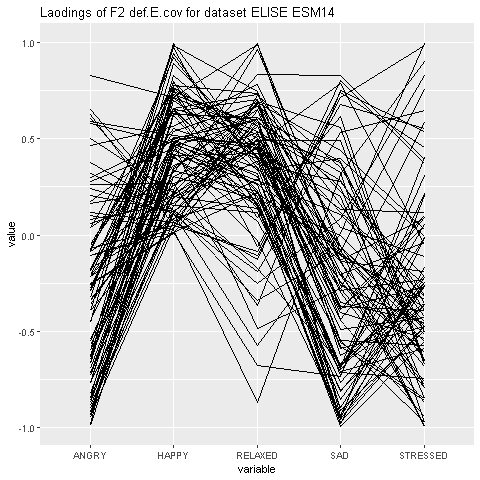 Laodings of F2 def.E.cov for dataset ELISE ESM14
1.0
0.5
0.0
-0.5
-1.0
value
ANGRY HAPPY RELAXED SAD STRESSED
variable